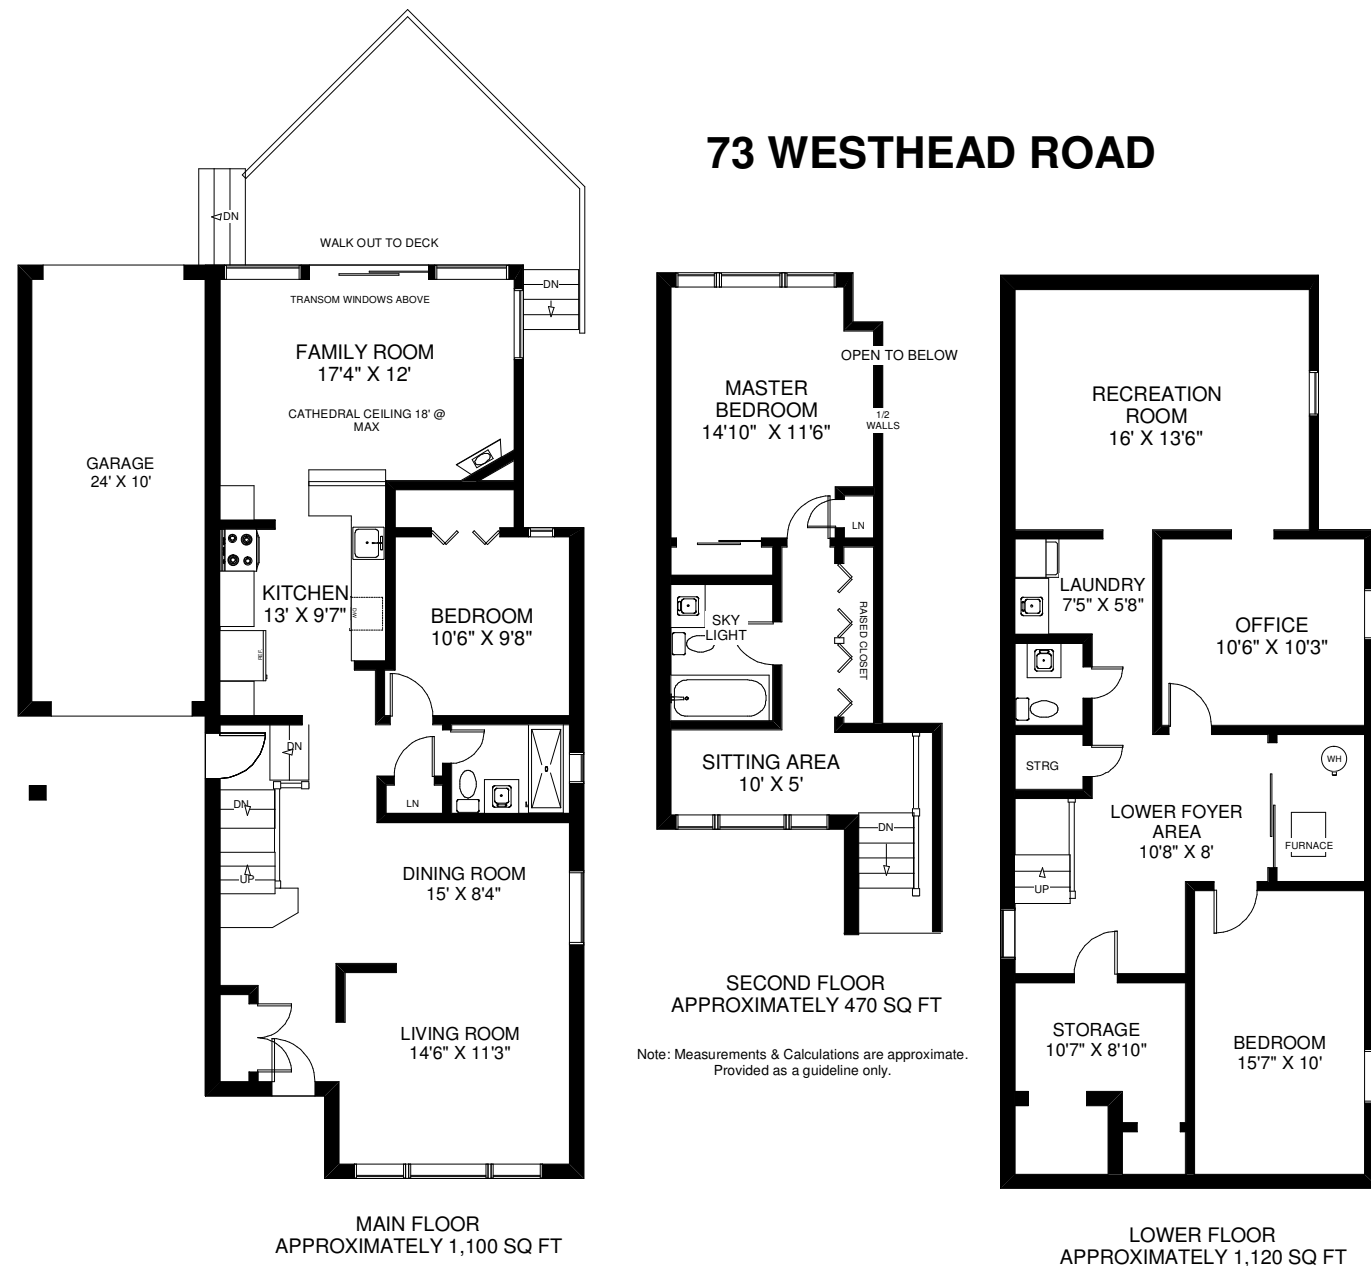 73 WESTHEAD ROAD
DN
WALK OUT TO DECK
TRANSOM WINDOWS ABOVE
DN
FAMILY ROOM
17'4" X 12'
CATHEDRAL CEILING 18' @
MAX
GARAGE
24' X 10'
KITCHEN
13' X 9'7"
DW
REF.
BEDROOM
10'6" X 9'8"
DN
LN
DN
UP
DINING ROOM
15' X 8'4"
LIVING ROOM
14'6" X 11'3"
MAIN FLOOR
APPROXIMATELY 1,100 SQ FT
OPEN TO BELOW
MASTER
BEDROOM
14'10" X 11'6"
1/2
WALLS
LN
SKY
LIGHT
RAISED CLOSET
SITTING AREA
10' X 5'
DN
SECOND FLOOR
APPROXIMATELY 470 SQ FT
Note: Measurements & Calculations are approximate.
Provided as a guideline only.
RECREATION
ROOM
16' X 13'6"
LAUNDRY
7'5" X 5'8"
OFFICE
10'6" X 10'3"
STRG
WH
LOWER FOYER
AREA
10'8" X 8'
FURNACE
UP
STORAGE
10'7" X 8'10"
BEDROOM
15'7" X 10'
LOWER FLOOR
APPROXIMATELY 1,120 SQ FT